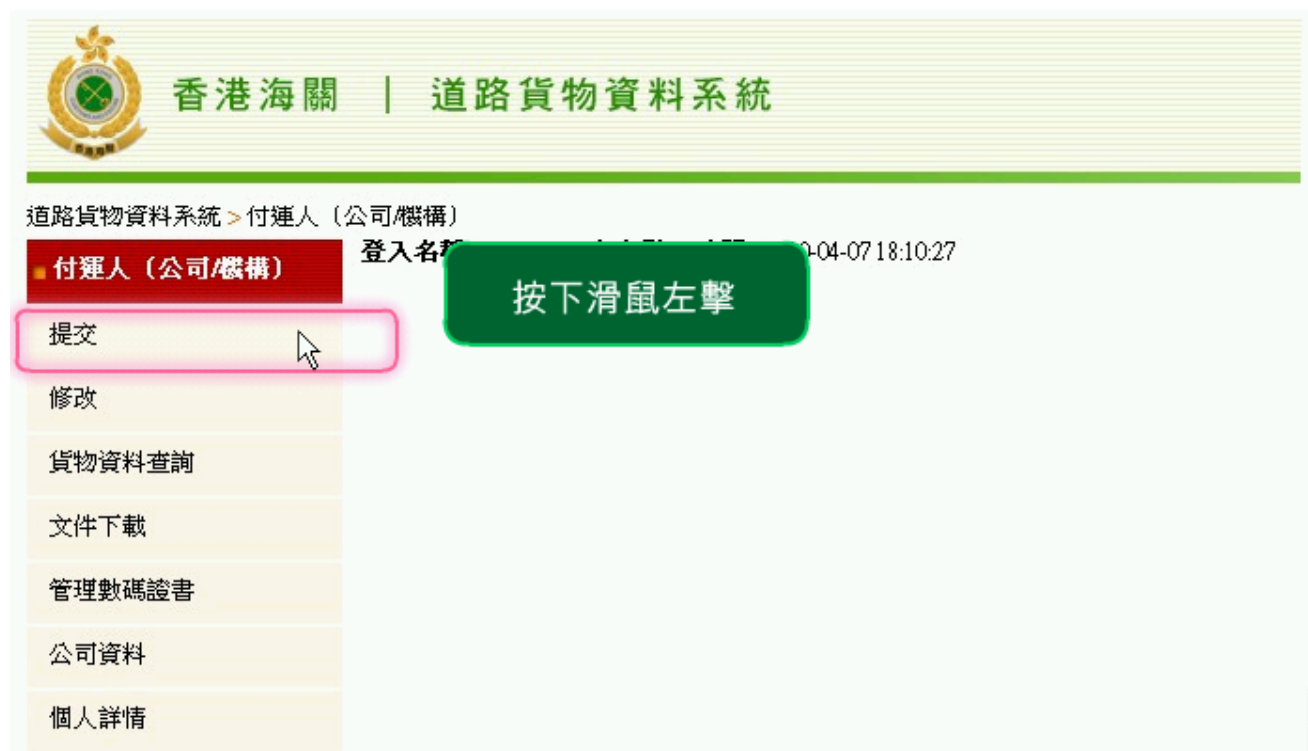 香港海關 | 道路貨物資料系統
道路貨物資料系統 > 付運人（公司/機構）
付運人（公司/機構）
登入名
-04-07 18:10:27
按下滑鼠左擊
提交
修改
貨物資料查詢
文件下載
管理數碼證書
公司資料
個人詳情